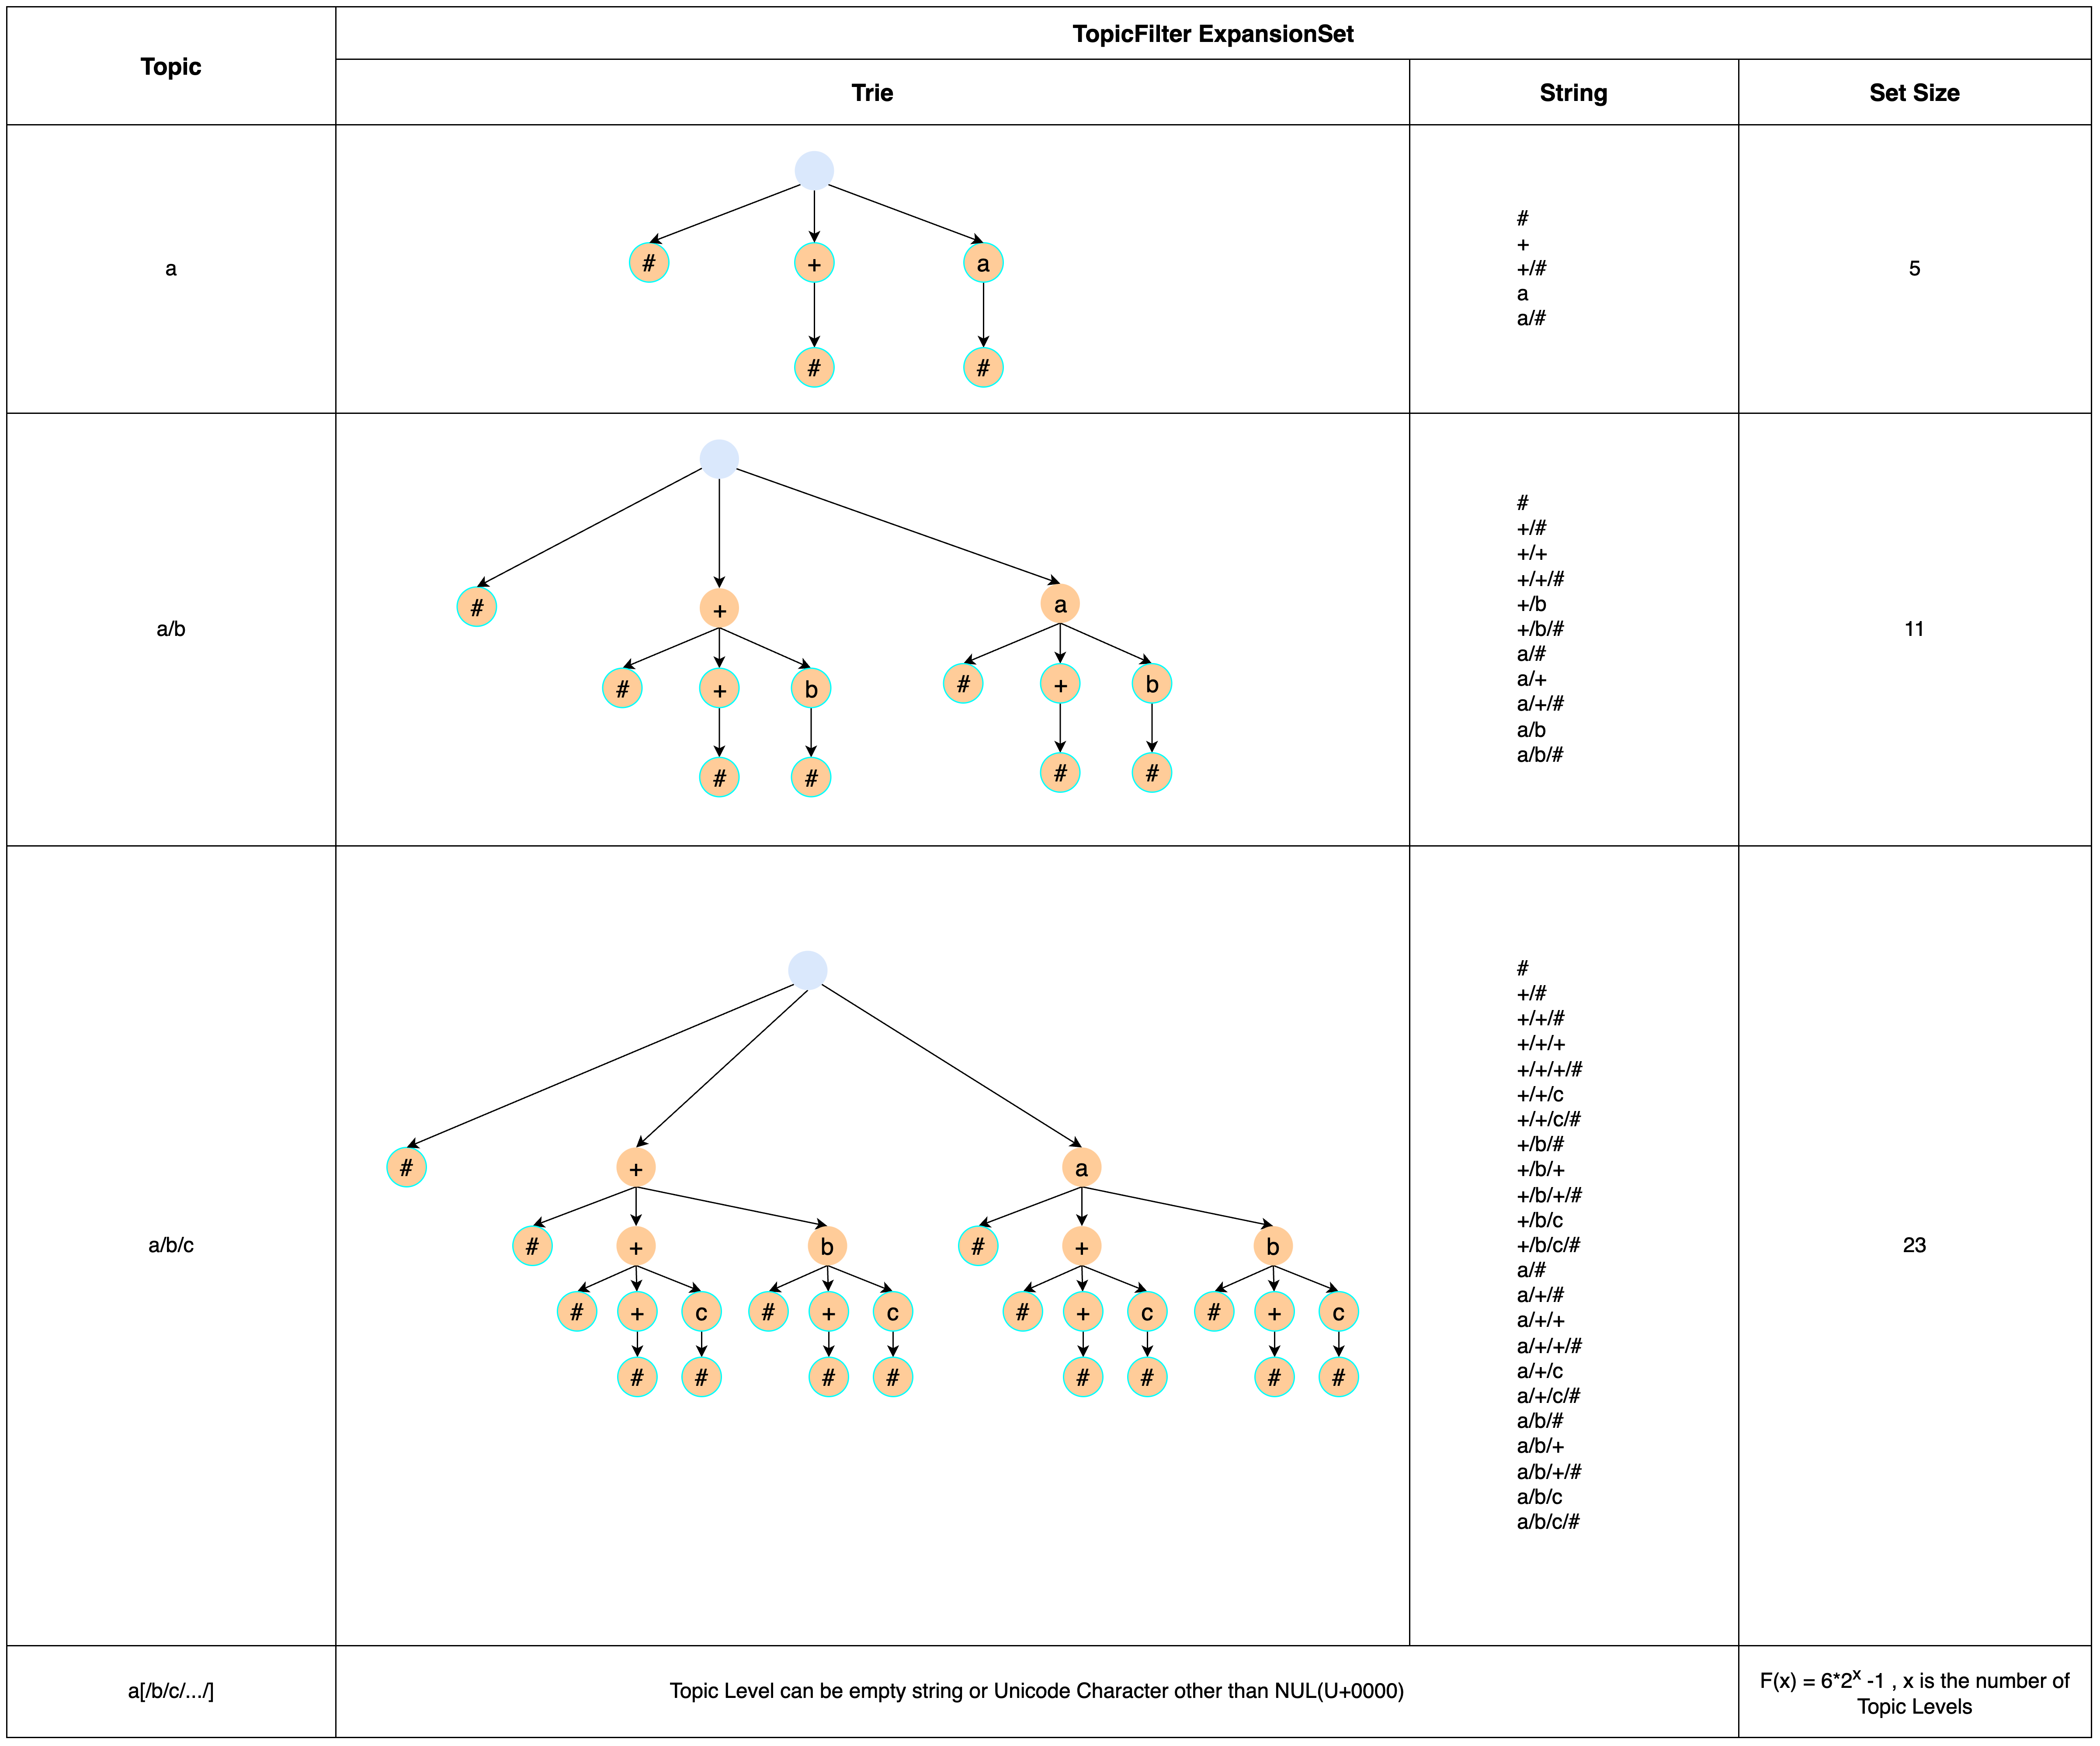 TopicFilter ExpansionSet
Topic
Trie
String
Set Size
a
# + a
# #
#
+
+/#
a
a/#
5
a/b
# + a
# + b # + b
# # # #
#
+/#
+/+
+/+/#
+/b
+/b/#
a/#
a/+
a/+/#
a/b
a/b/#
11
a/b/c
# + a
# + b # + b
# + c # + c # + c # + c
# # # # # # # #
#
+/#
+/+/#
+/+/+
+/+/+/#
+/+/c
+/+/c/#
+/b/#
+/b/+
+/b/+/#
+/b/c
+/b/c/#
a/#
a/+/#
a/+/+
a/+/+/#
a/+/c
a/+/c/#
a/b/#
a/b/+
a/b/+/#
a/b/c
a/b/c/#
23
a[/b/c/.../]
Topic Level can be empty string or Unicode Character other than NUL(U+0000)
F(x) = 6*2^x -1 , x is the number of
Topic Levels